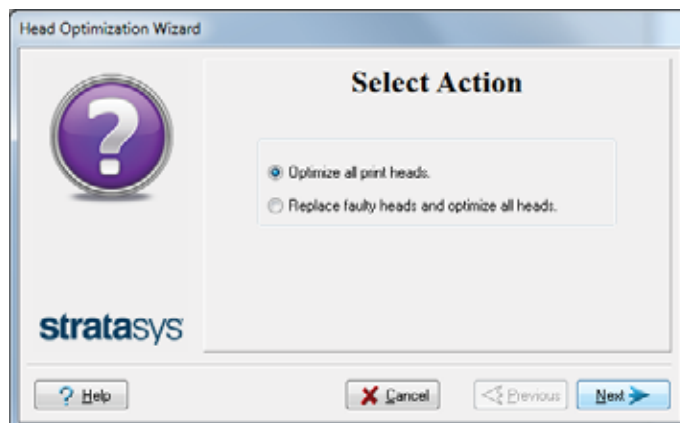 Head Optimization Wizard
Select Action
Optimize all print heads.
Replace faulty heads and optimize all heads.
stratasys
Help
Cancel
Previous
Next